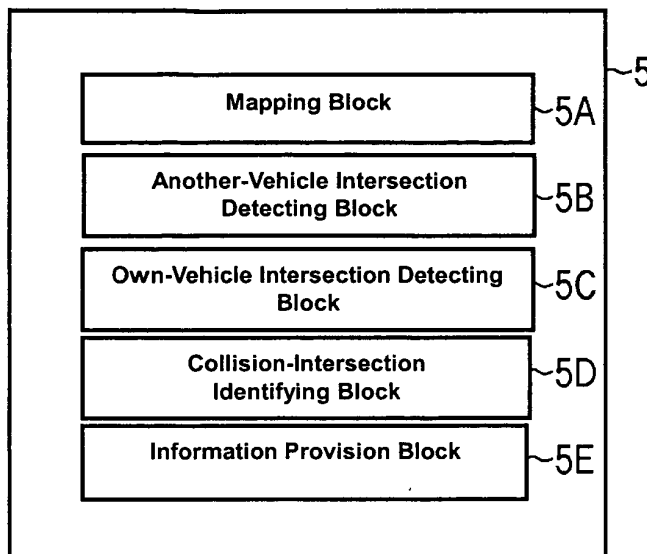 5
Mapping Block
5A
Another-Vehicle Intersection
Detecting Block
5B
Own-Vehicle Intersection Detecting
Block
5C
Collision-Intersection
Identifying Block
5D
Information Provision Block
5E